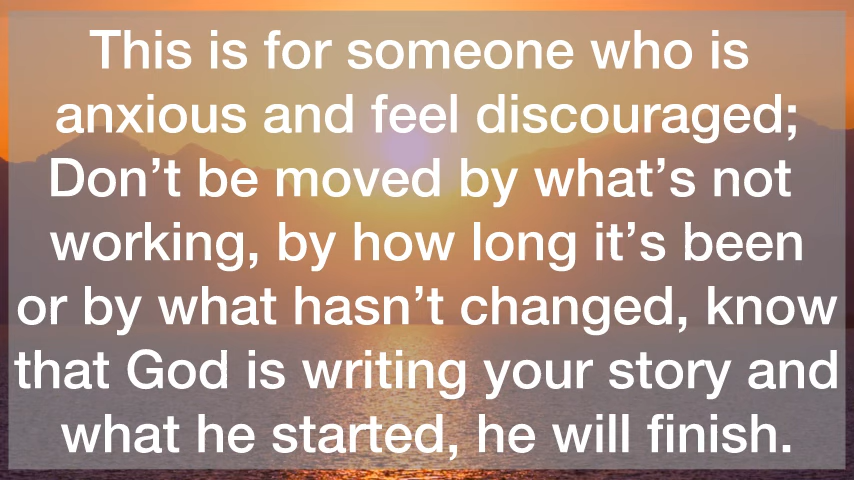 This is for someone who is
anxious and feel discouraged;
Don’t be moved by what’s not
working, by how long it’s been
or by what hasn’t changed, know
that God is writing your story and
what he started, he will finish.